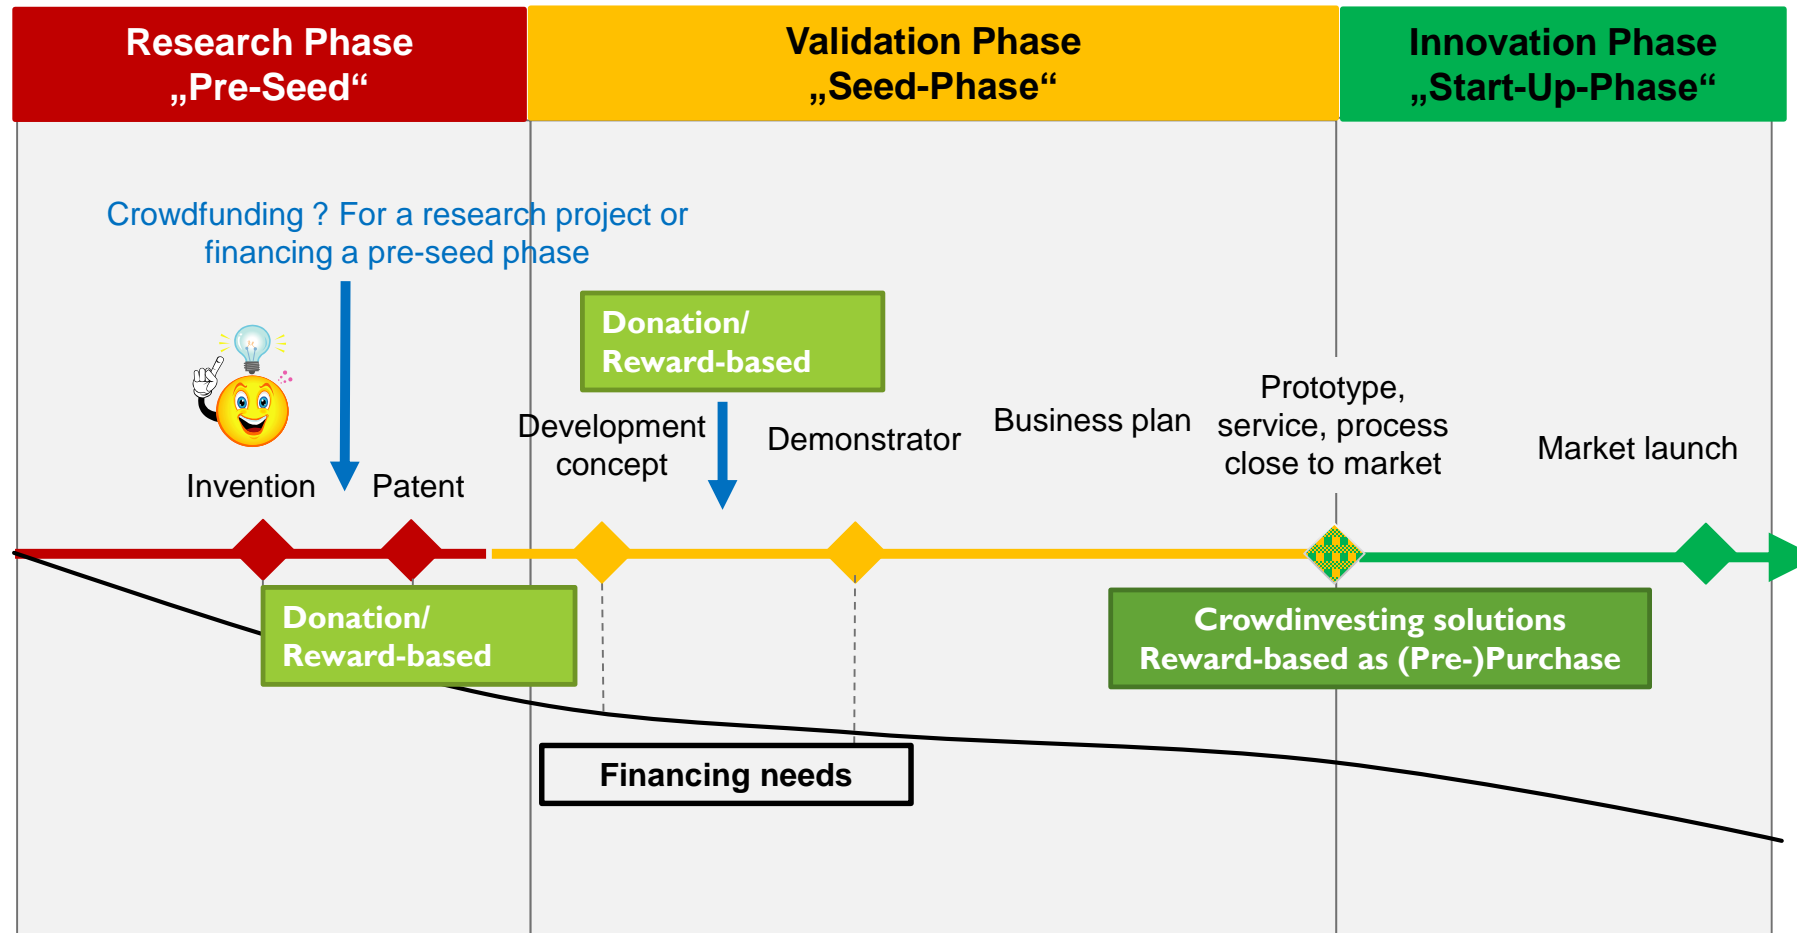 Research Phase
„Pre-Seed“
Validation Phase
„Seed-Phase“
Innovation Phase
„Start-Up-Phase“
Crowdfunding ? For a research project or
financing a pre-seed phase
Donation/
Reward-based
Invention
Patent
Development
concept
Demonstrator
Business plan
Prototype,
service, process
close to market
Market launch
Donation/
Reward-based
Crowdinvesting solutions
Reward-based as (Pre-)Purchase
Financing needs